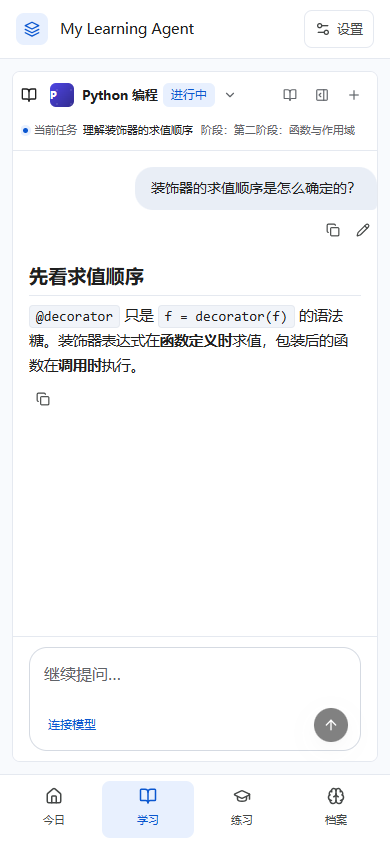 My Learning Agent
设置
P
Python 编程
进行中
当前任务 理解装饰器的求值顺序 阶段：第二阶段：函数与作用域
装饰器的求值顺序是怎么确定的？
先看求值顺序
@decorator 只是 f = decorator(f) 的语法
糖。装饰器表达式在函数定义时求值，包装后的函
数在调用时执行。
继续提问...
连接模型
今日
学习
练习
档案